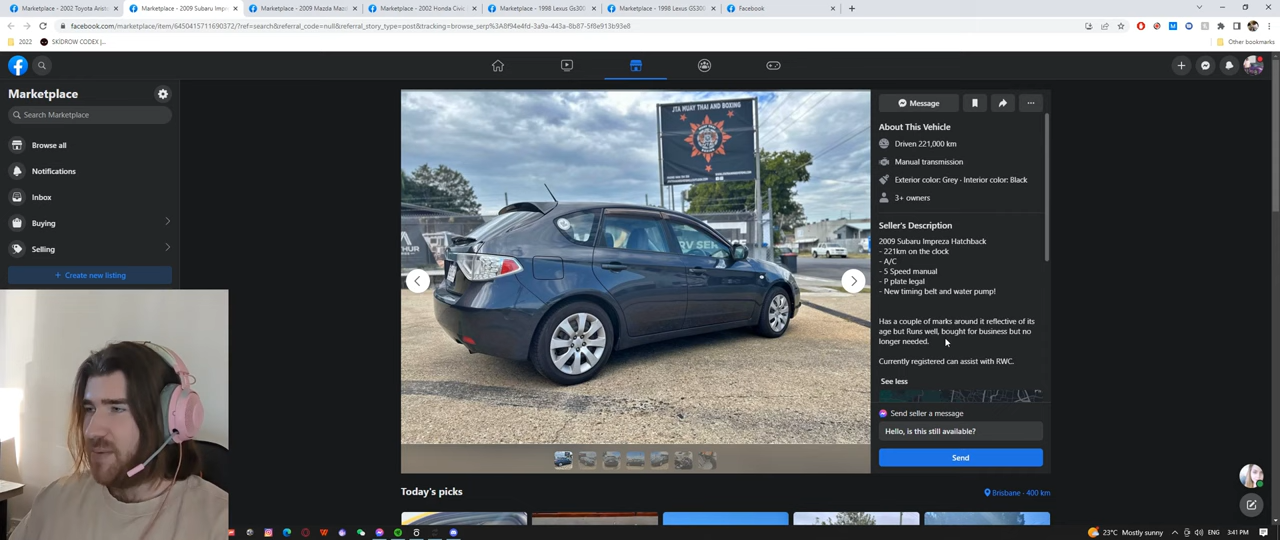 Marketplace - 2002 Toyota Arist
Marketplace - 2009 Subaru Impr
Marketplace - 2009 Mazda Maz
Marketplace - 2002 Honda Civic
Marketplace - 1998 Lexus Gs300
Marketplace - 1998 Lexus GS300
Facebook
facebook.com/marketplace/item/6450415711690372/?ref=search&referral_code=null&referral_story_type=post&tracking=browse_serp%3A8f94e4fd-3a9a-443a-8b87-5f8e913b93e8
2022
SKIDROW CODEX |...
Other bookmarks
Marketplace
Search Marketplace
Browse all
Notifications
Inbox
Buying
Selling
+ Create new listing
JTA MUAY THAI AND BOXING
RV SERVICE
Message
About This Vehicle
Driven 221,000 km
Manual transmission
Exterior color: Grey · Interior color: Black
3+ owners
Seller's Description
2009 Subaru Impreza Hatchback
- 221km on the clock
- A/C
- 5 Speed manual
- P plate legal
- New timing belt and water pump!
Has a couple of marks around it reflective of its
age but Runs well, bought for business but no
longer needed.
Currently registered can assist with RWC.
See less
Send seller a message
Hello, is this still available?
Send
Today's picks
Brisbane · 400 km
23°C Mostly sunny
ENG
3:41 PM